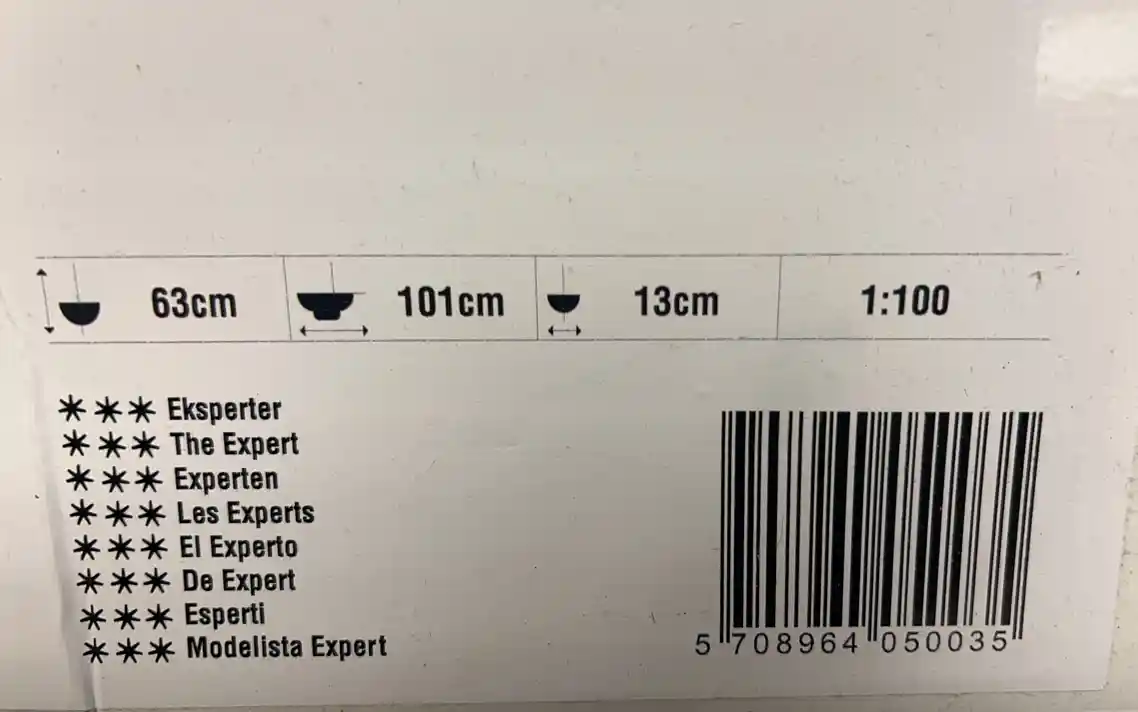 63cm 101cm 13cm 1:100
*** Eksperter
*** The Expert
*** Experten
*** Les Experts
*** El Experto
*** De Expert
*** Esperti
*** Modelista Expert
5 708964 050035